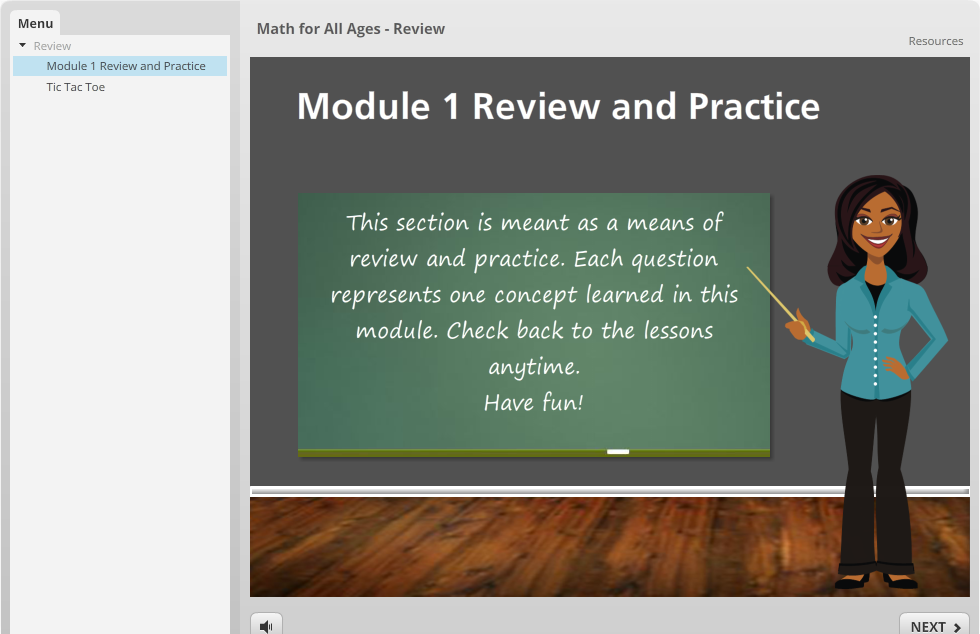 Menu
Review
Module 1 Review and Practice
Tic Tac Toe
Math for All Ages - Review
Resources
Module 1 Review and Practice
This section is meant as a means of
review and practice. Each question
represents one concept learned in this
module. Check back to the lessons
anytime.
Have fun!
NEXT